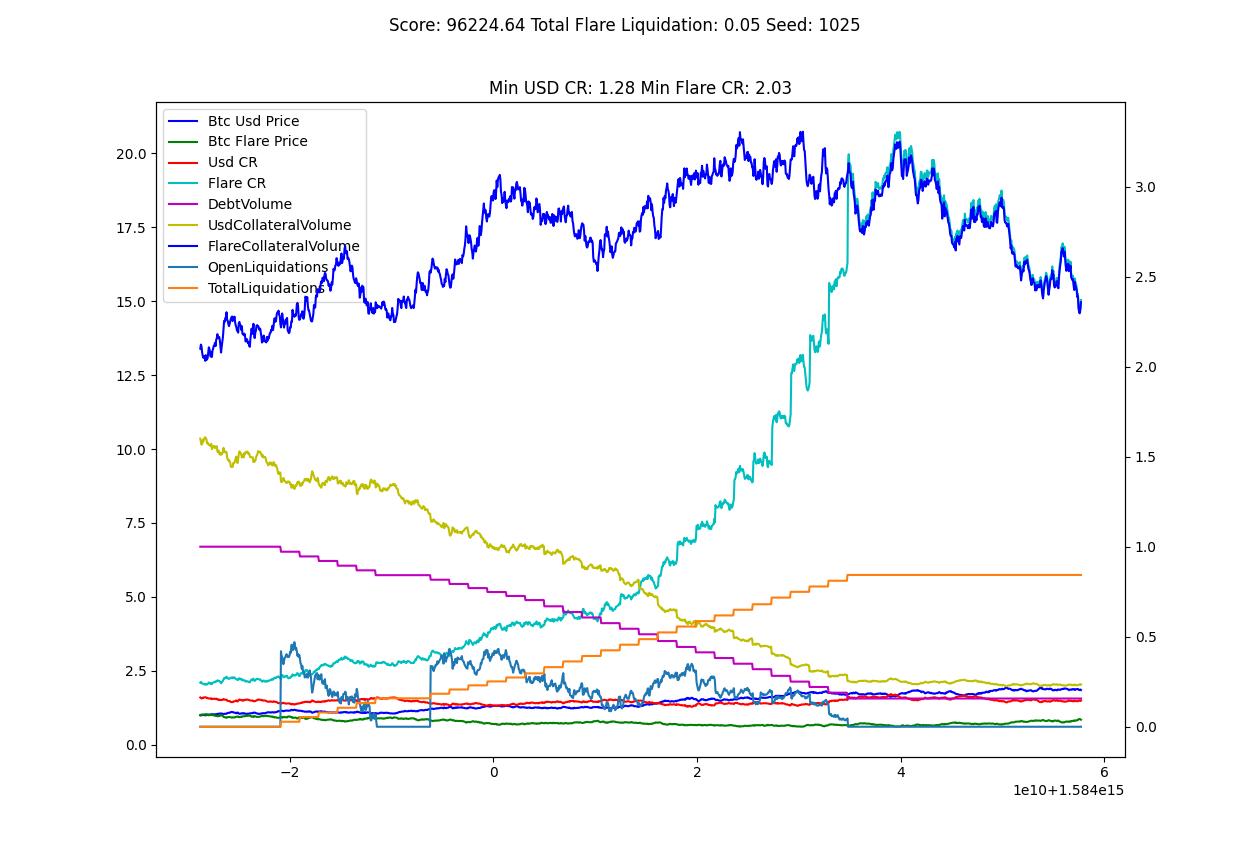 Score: 96224.64 Total Flare Liquidation: 0.05 Seed: 1025
Min USD CR: 1.28 Min Flare CR: 2.03
Btc Usd Price
Btc Flare Price
Usd CR
Flare CR
DebtVolume
UsdCollateralVolume
FlareCollateralVolume
OpenLiquidations
TotalLiquidations
20.0
17.5
15.0
12.5
10.0
7.5
5.0
2.5
0.0
3.0
2.5
2.0
1.5
1.0
0.5
0.0
−2
0
2
4
6
1e10+1.584e15